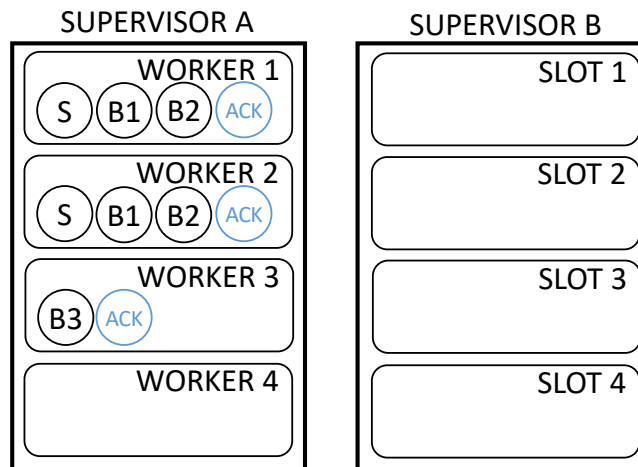 SUPERVISOR A
WORKER 1
S B1 B2 ACK
WORKER 2
S B1 B2 ACK
WORKER 3
B3 ACK
WORKER 4
SUPERVISOR B
SLOT 1
SLOT 2
SLOT 3
SLOT 4